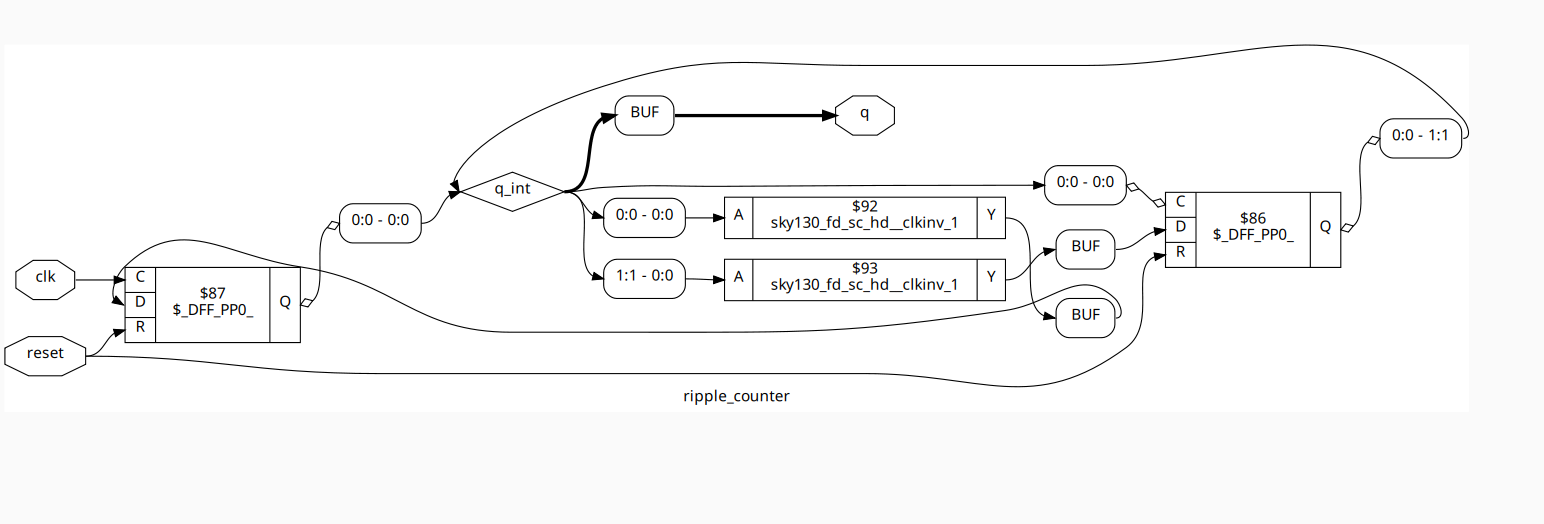 BUF
q
0:0 - 1:1
0:0 - 0:0
q_int
0:0 - 0:0
0:0 - 0:0
A
$92
sky130_fd_sc_hd__clkinv_1
Y
C
D
R
$86
$_DFF_PP0_
Q
BUF
1:1 - 0:0
A
$93
sky130_fd_sc_hd__clkinv_1
Y
BUF
clk
C
D
R
$87
$_DFF_PP0_
Q
reset
ripple_counter